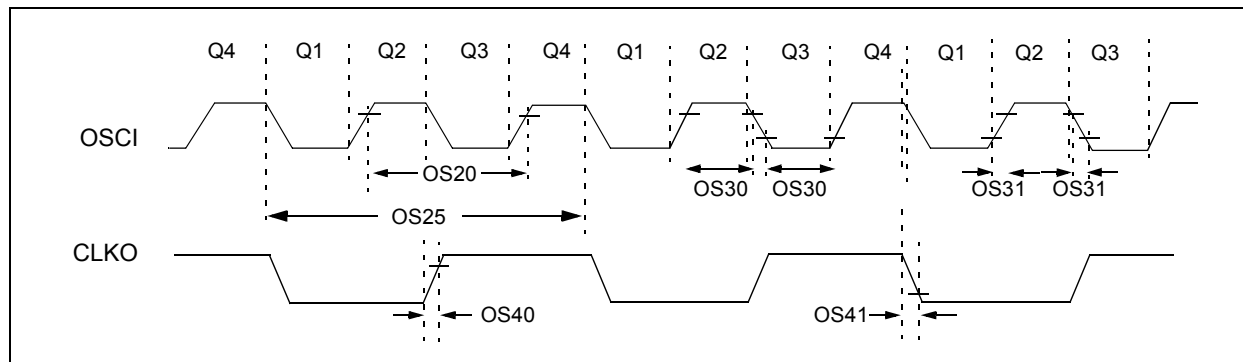 Q4 Q1 Q2 Q3 Q4 Q1 Q2 Q3 Q4 Q1 Q2 Q3
OSCI
OS20 OS30 OS30 OS31 OS31
OS25
CLKO
OS40 OS41